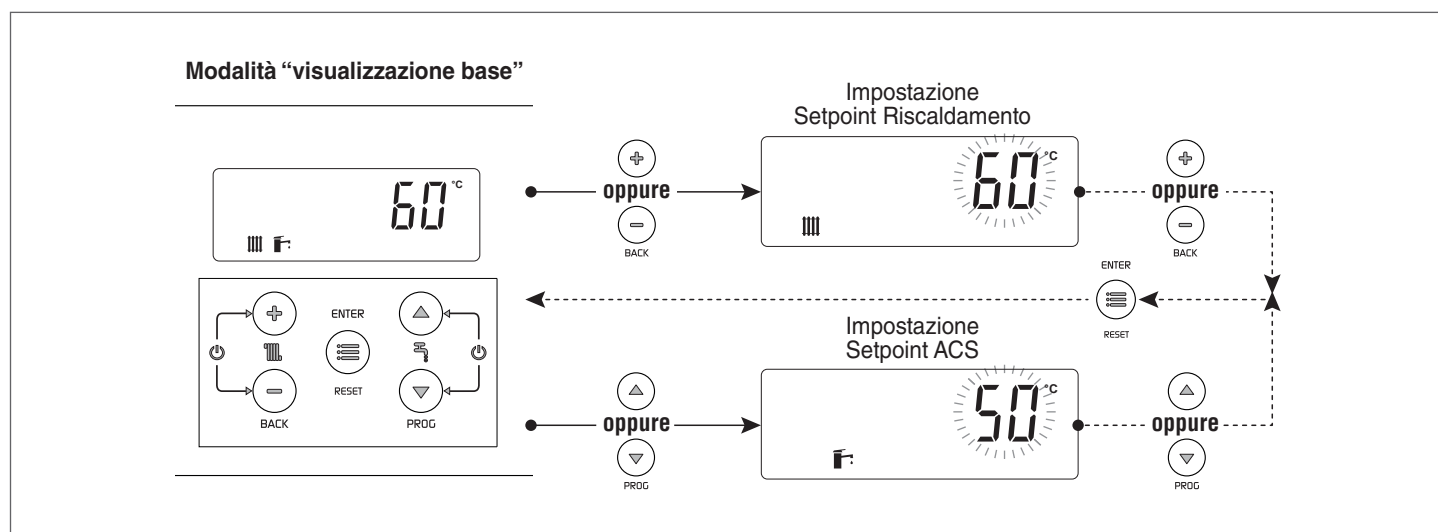 Modalità “visualizzazione base”
60 °C
ENTER
RESET
BACK
PROG
oppure
BACK
Impostazione
Setpoint Riscaldamento
60 °C
oppure
BACK
ENTER
RESET
oppure
PROG
Impostazione
Setpoint ACS
50 °C
oppure
PROG